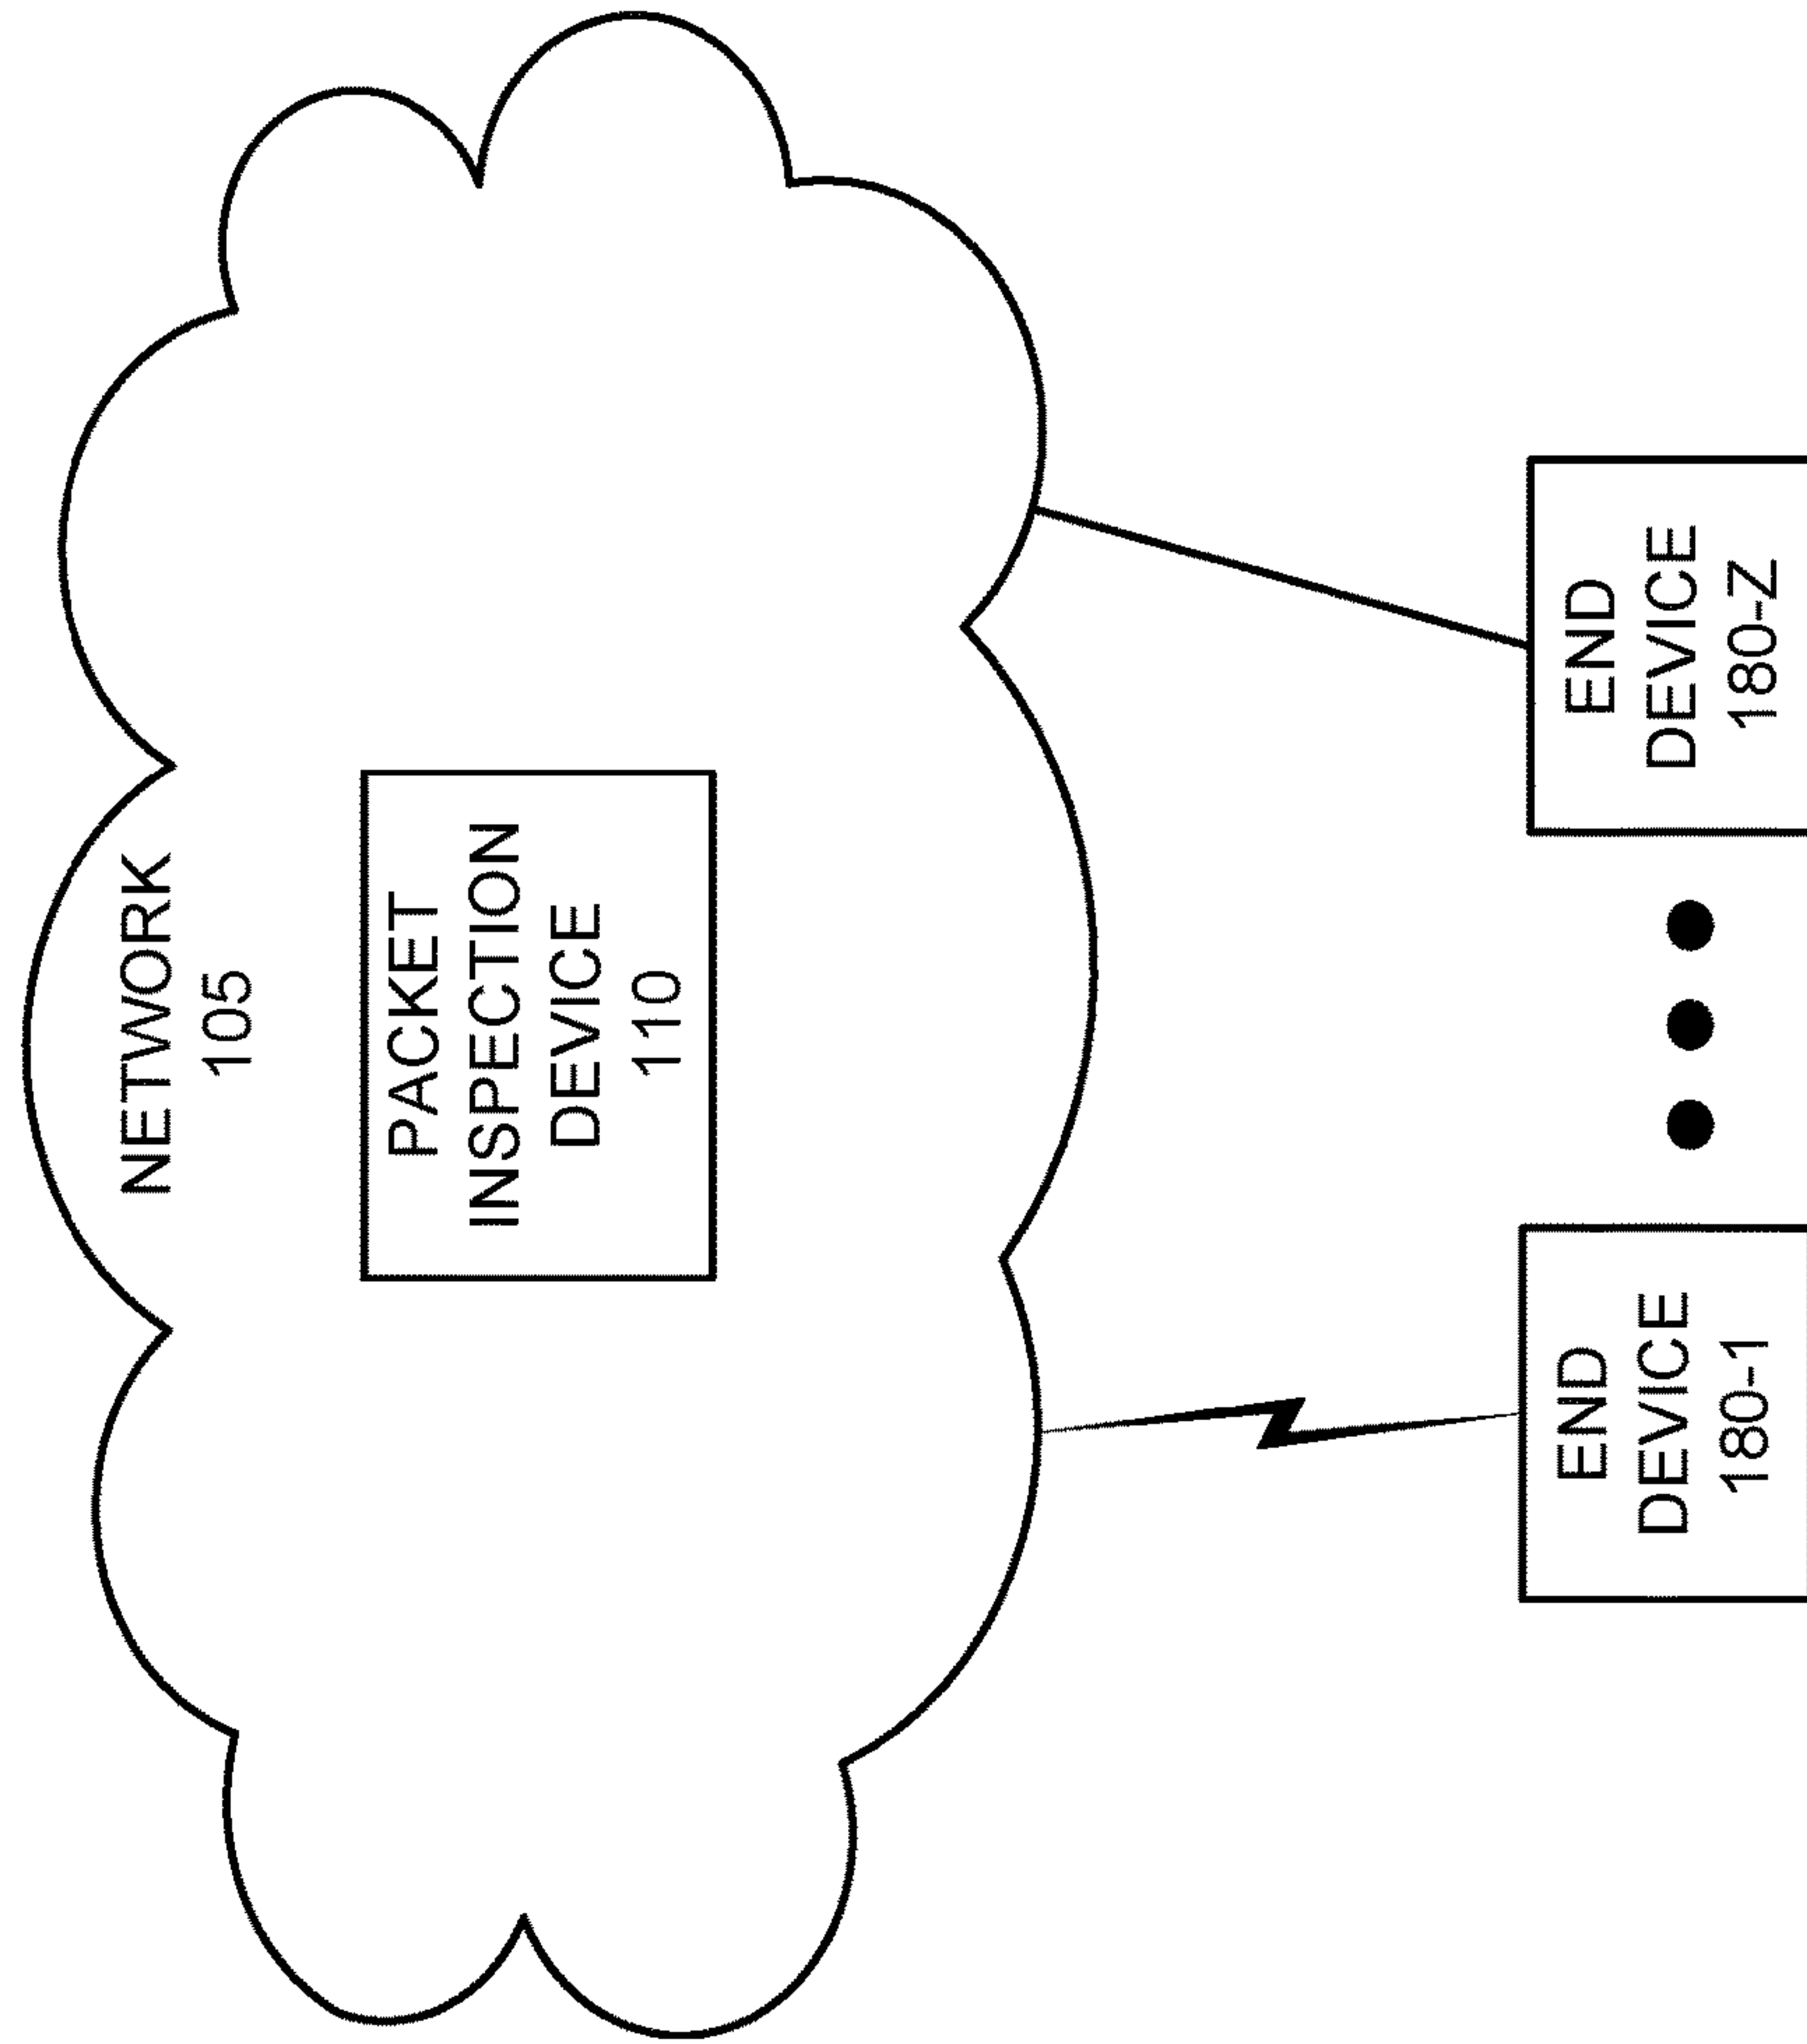 NETWORK
105
PACKET
INSPECTION
DEVICE
110
END
DEVICE
180-1
END
DEVICE
180-Z